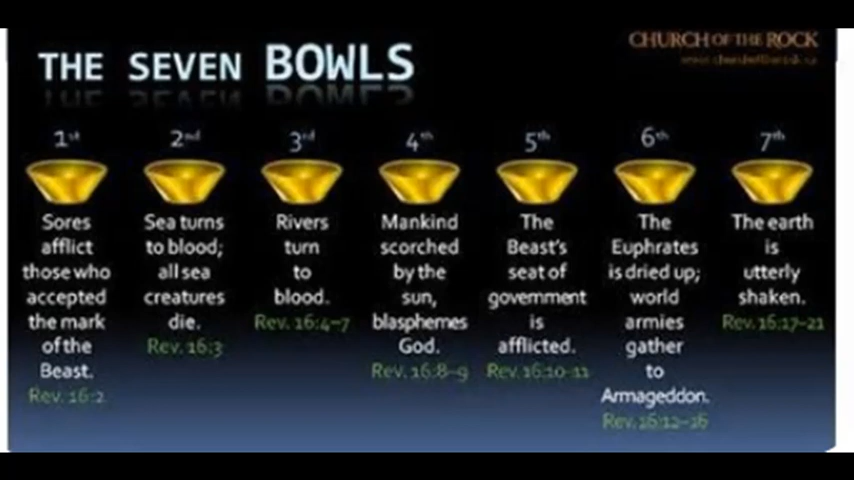 THE SEVEN BOWLS
CHURCH OF THE ROCK
1st
2nd
3rd
4th
5th
6th
7th
Sores
afflict
those who
accepted
the mark
of the
Beast.
Rev. 16:2
Sea turns
to blood;
all sea
creatures
die.
Rev. 16:3
Rivers
turn
to
blood.
Rev. 16:4-7
Mankind
scorched
by the
sun,
blasphemes
God.
Rev. 16:8-9
The
Beast's
seat of
government
is
afflicted.
Rev. 16:10-11
The
Euphrates
is dried up;
world
armies
gather
to
Armageddon.
Rev. 16:12-16
The earth
is
utterly
shaken.
Rev. 16:17-21